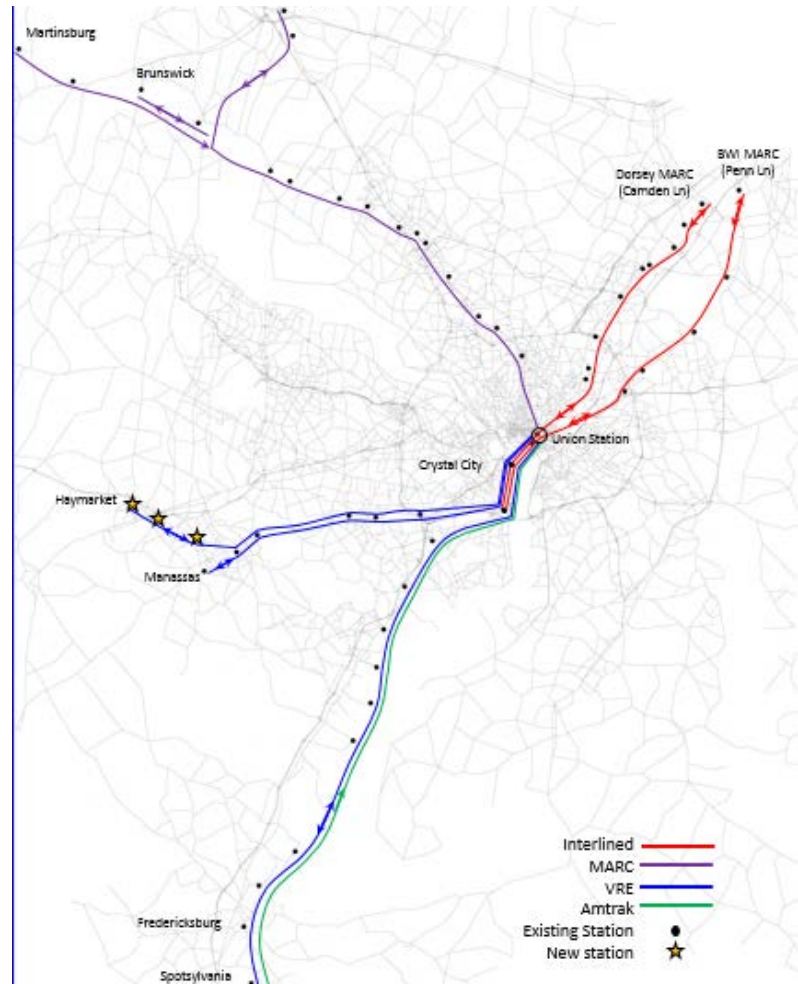 Martinsburg
Brunswick
BWI MARC
(Penn Ln)
Dorsey MARC
(Camden Ln)
Union Station
Crystal City
Haymarket
Manassas
Interlined
MARC
VRE
Amtrak
Existing Station
New station
Fredericksburg
Spotsylvania